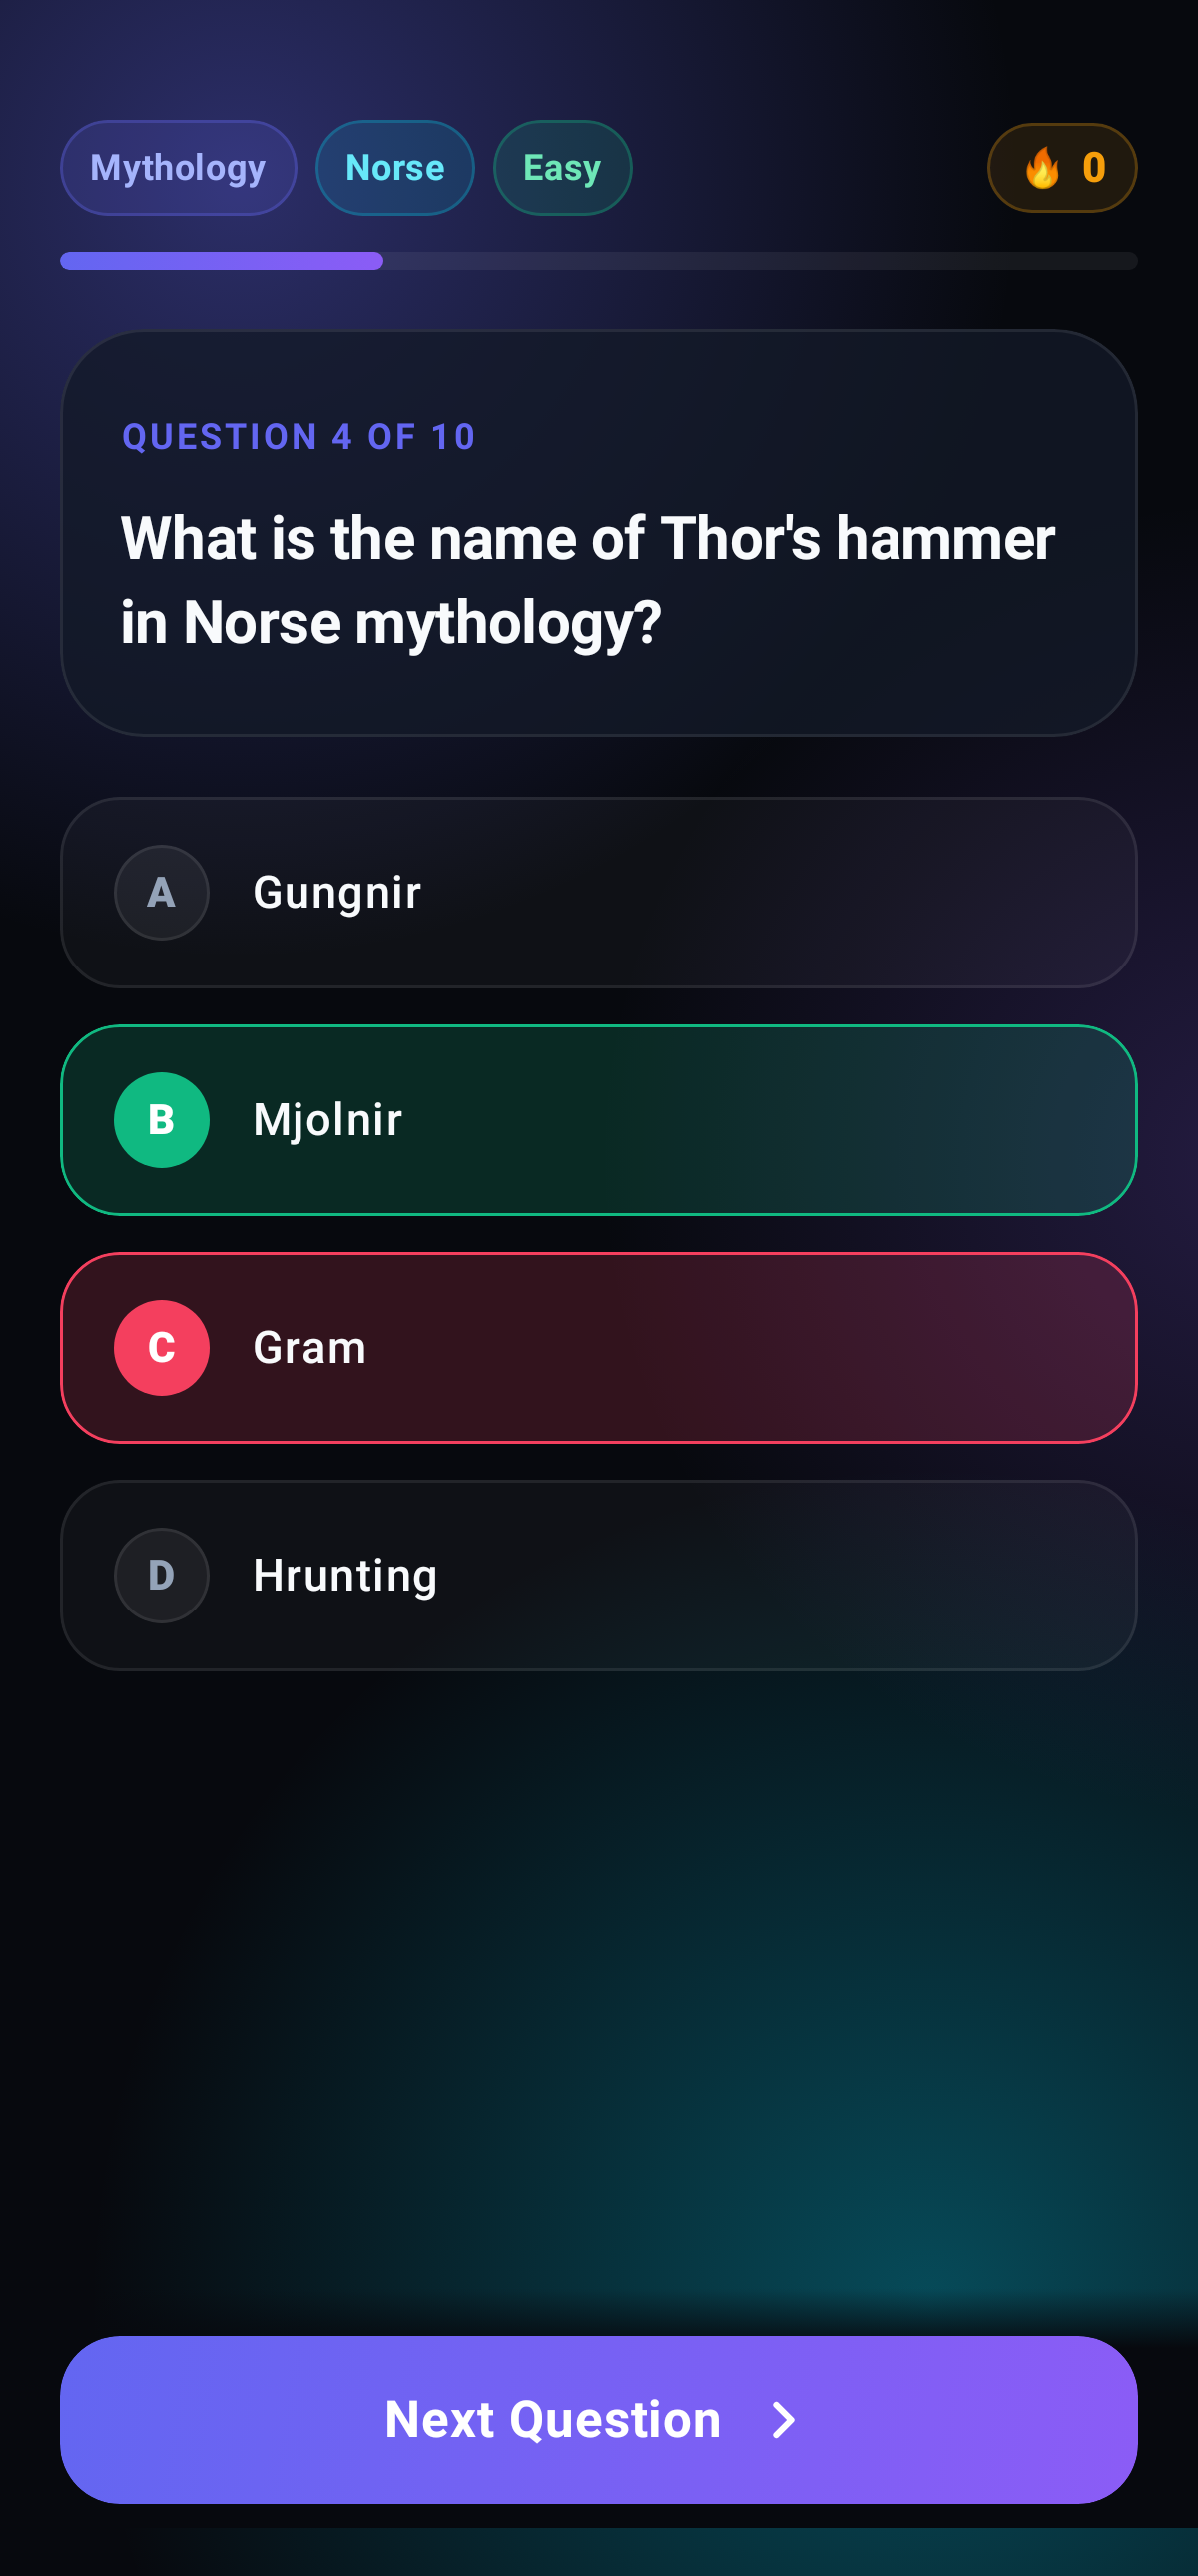 Mythology Norse Easy 🔥 0
QUESTION 4 OF 10
What is the name of Thor's hammer
in Norse mythology?
A Gungnir
B Mjolnir
C Gram
D Hrunting
Next Question